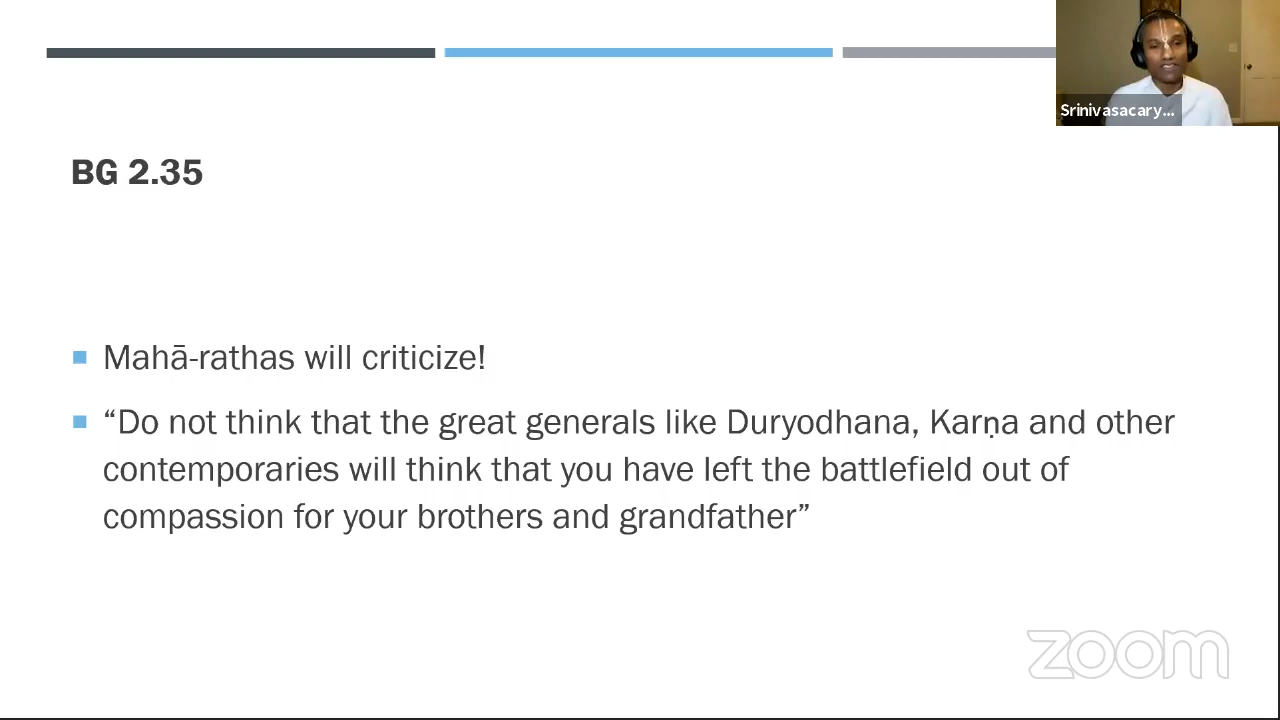 Srinivasacary...
BG 2.35
Mahā-rathas will criticize!
“Do not think that the great generals like Duryodhana, Karṇa and other
contemporaries will think that you have left the battlefield out of
compassion for your brothers and grandfather”
zoom